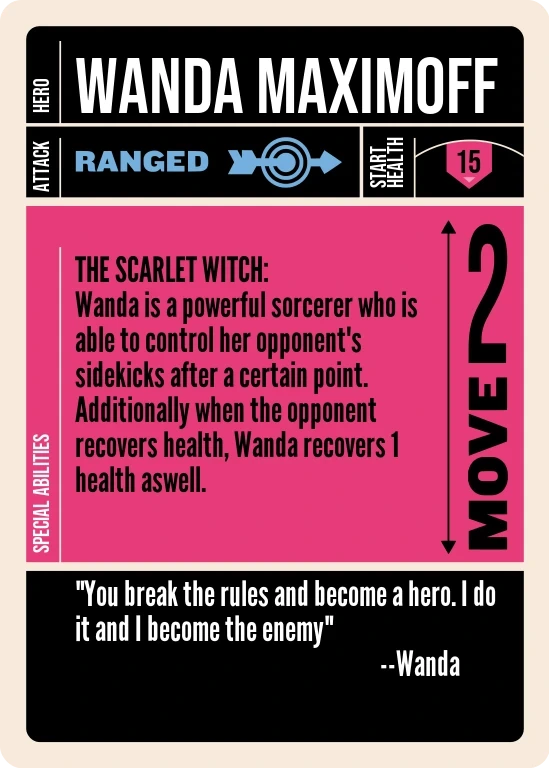 HERO
WANDA MAXIMOFF
ATTACK
RANGED
START
HEALTH
15
SPECIAL ABILITIES
THE SCARLET WITCH:
Wanda is a powerful sorcerer who is
able to control her opponent's
sidekicks after a certain point.
Additionally when the opponent
recovers health, Wanda recovers 1
health aswell.
MOVE 2
"You break the rules and become a hero. I do
it and I become the enemy"
--Wanda